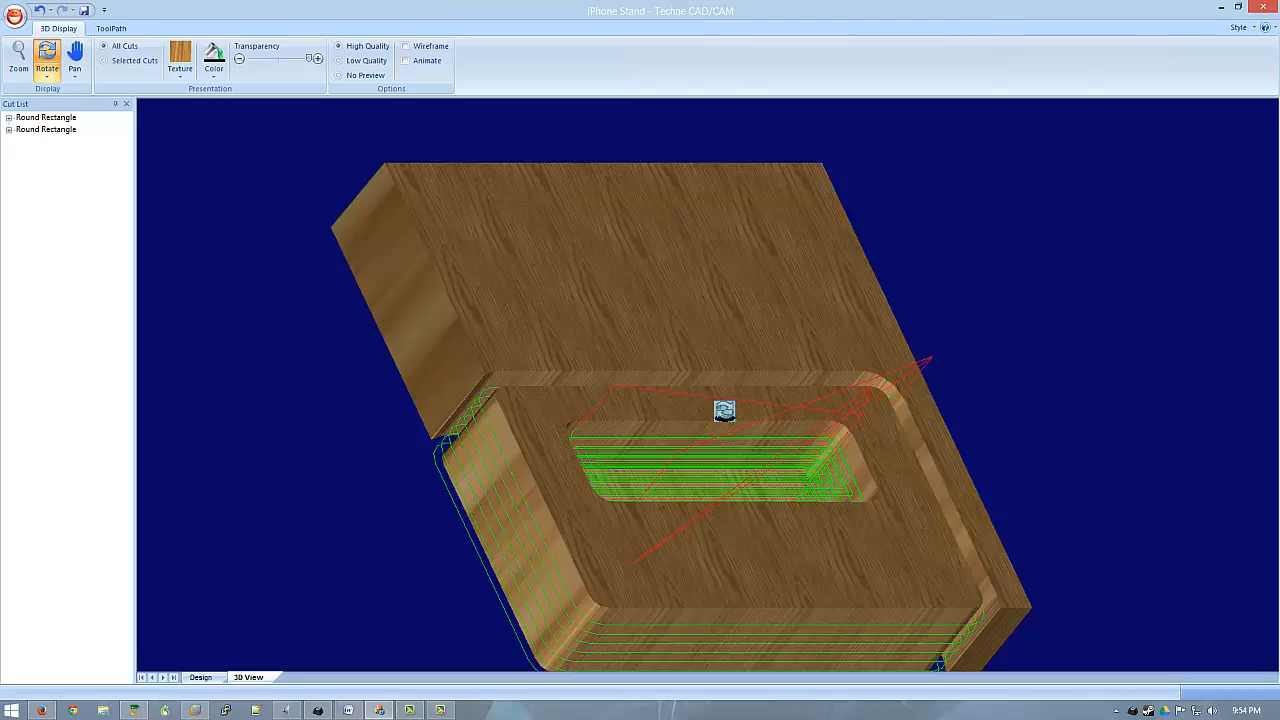 iPhone Stand - Techne CAD/CAM
3D Display
ToolPath
Style
Zoom
Rotate
Pan
Display
All Cuts
Selected Cuts
Texture
Color
Transparency
Presentation
High Quality
Low Quality
No Preview
Wireframe
Animate
Options
Cut List
Round Rectangle
Round Rectangle
Design
3D View
9:54 PM